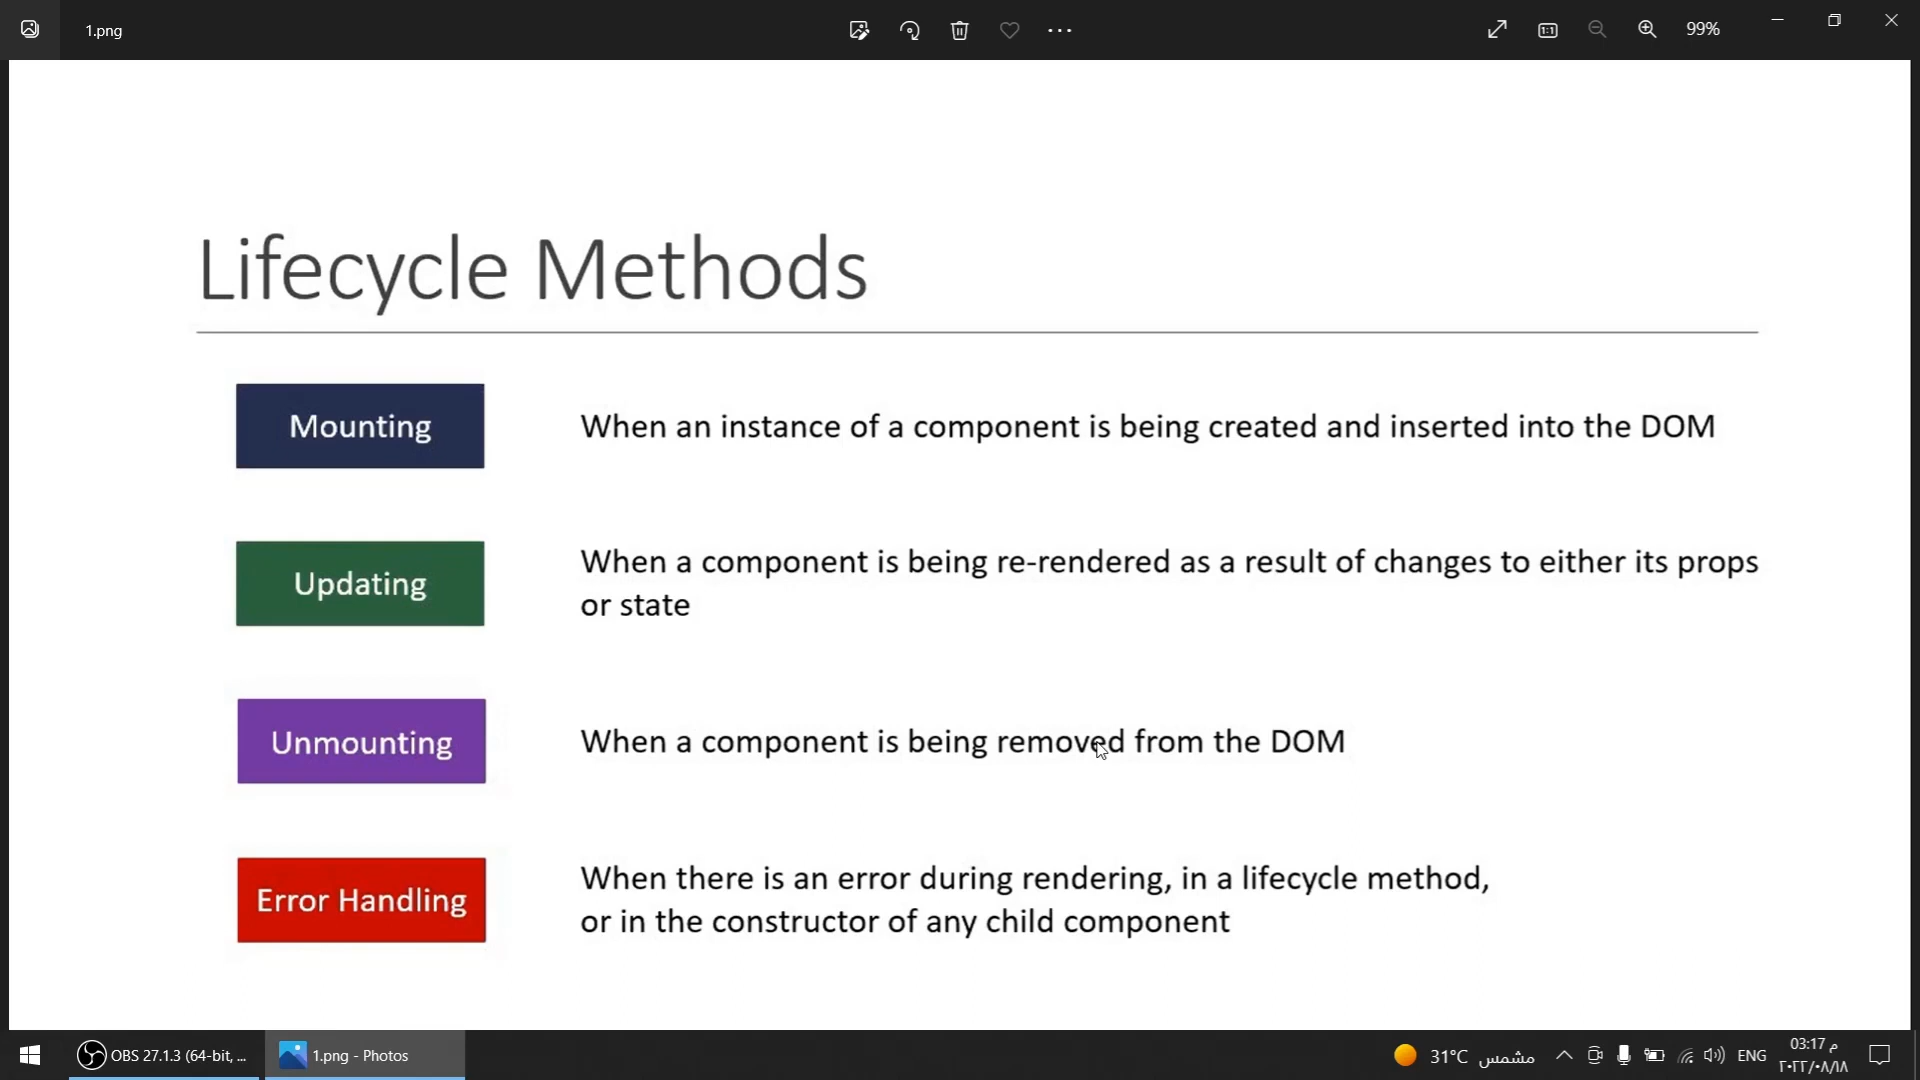 1.png
99%
Lifecycle Methods
Mounting
When an instance of a component is being created and inserted into the DOM
Updating
When a component is being re-rendered as a result of changes to either its props
or state
Unmounting
When a component is being removed from the DOM
Error Handling
When there is an error during rendering, in a lifecycle method,
or in the constructor of any child component
OBS 27.1.3 (64-bit, ...
1.png - Photos
31°C مشمس
ENG
03:17 م
٢٠٢٢/٠٨/١٨